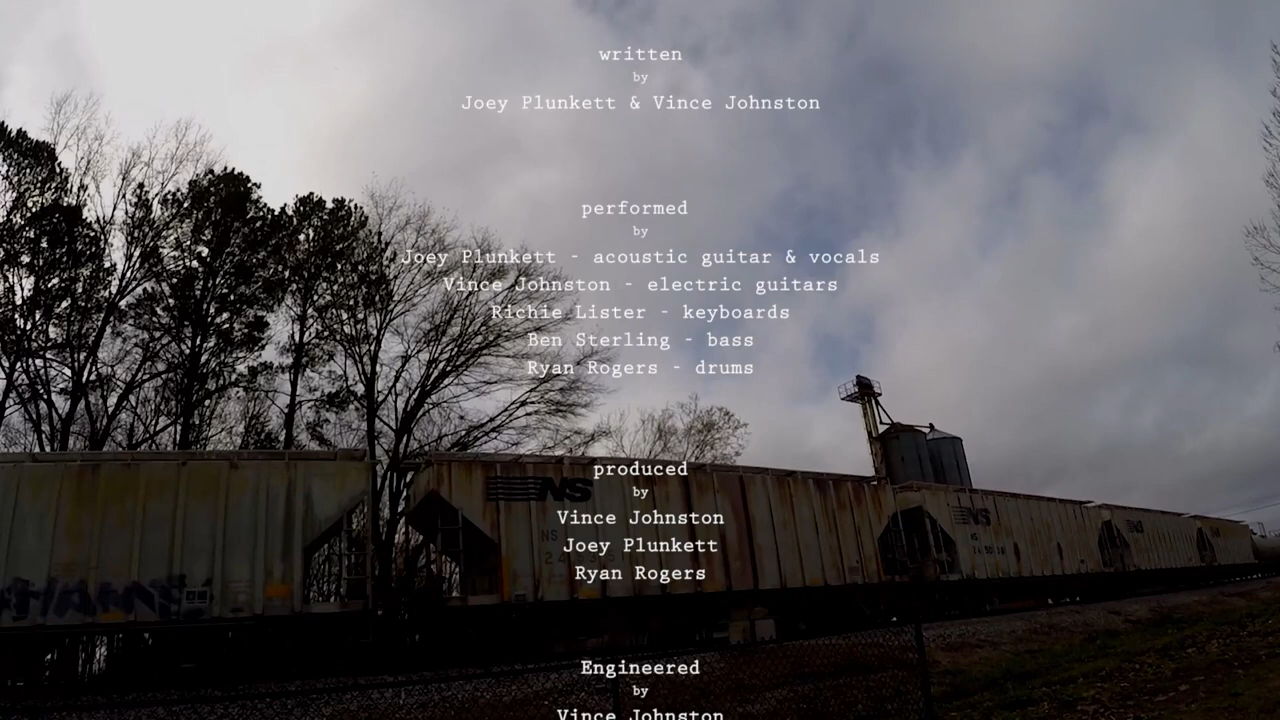 written
by
Joey Plunkett & Vince Johnston
performed
by
Joey Plunkett - acoustic guitar & vocals
Vince Johnston - electric guitars
Richie Lister - keyboards
Ben Sterling - bass
Ryan Rogers - drums
produced
by
NS
Vince Johnston
NS
Joey Plunkett
Ryan Rogers
NS
NS
Engineered
by
Vince Johnston